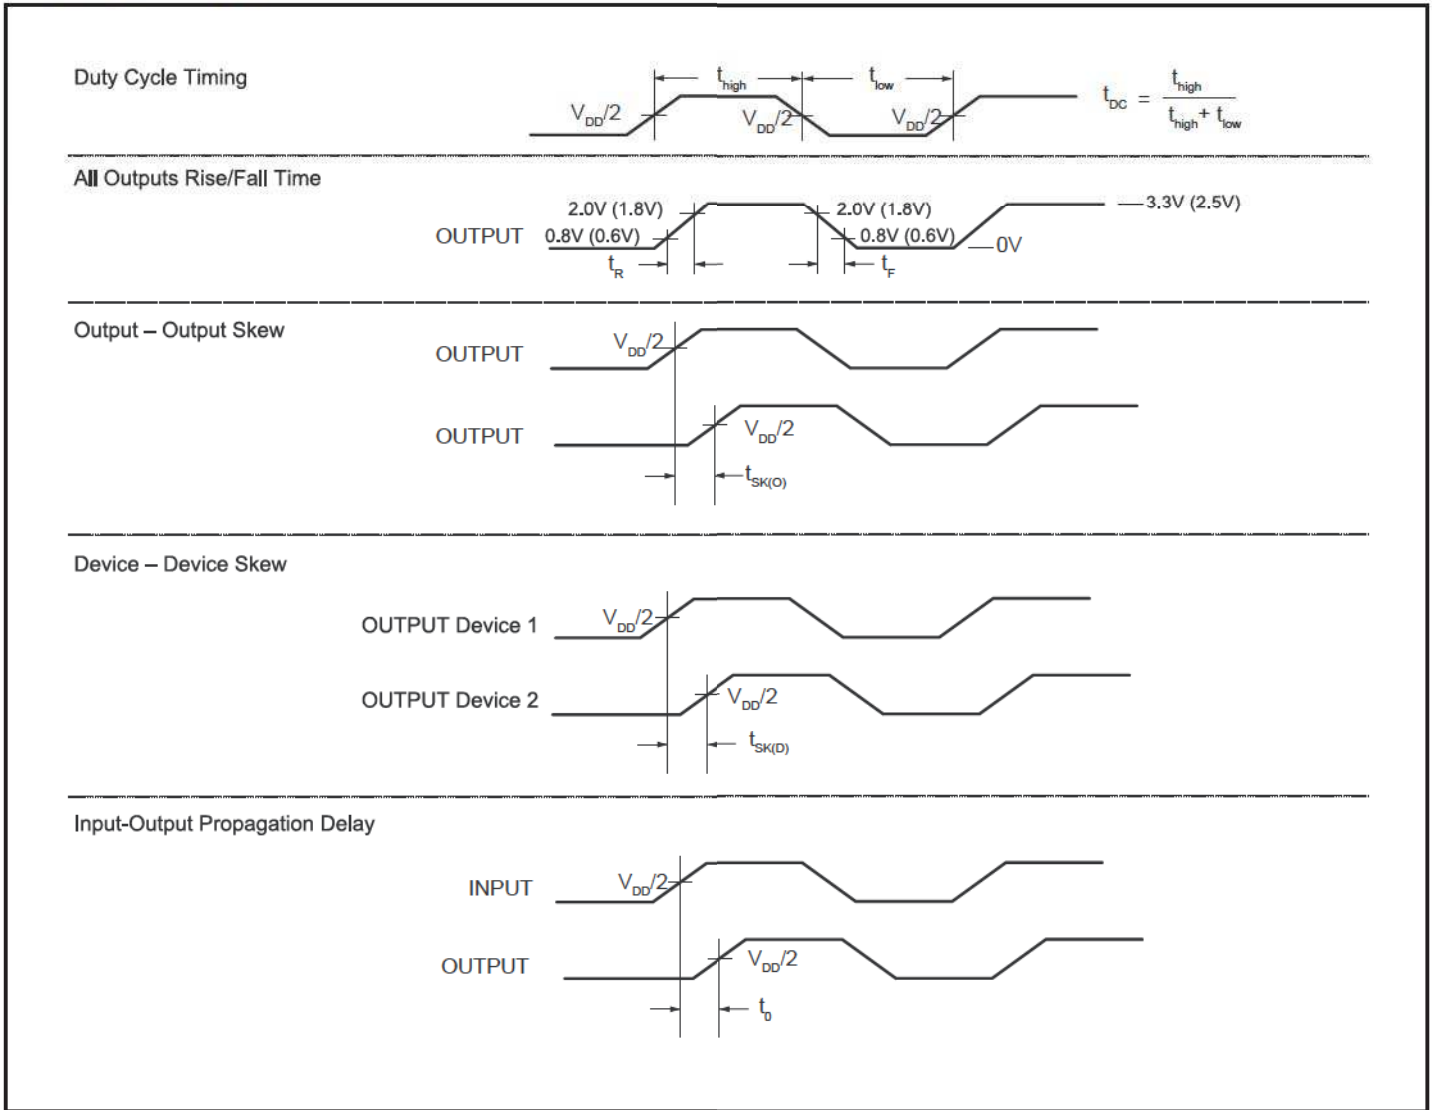 Duty Cycle Timing
t_high
t_low
V_DD/2
V_DD/2
V_DD/2
t_DC = t_high / t_high + t_low
All Outputs Rise/Fall Time
OUTPUT
2.0V (1.8V)
0.8V (0.6V)
2.0V (1.8V)
0.8V (0.6V)
3.3V (2.5V)
0V
t_R
t_F
Output – Output Skew
OUTPUT
V_DD/2
OUTPUT
V_DD/2
t_SK(O)
Device – Device Skew
OUTPUT Device 1
V_DD/2
OUTPUT Device 2
V_DD/2
t_SK(D)
Input-Output Propagation Delay
INPUT
V_DD/2
OUTPUT
V_DD/2
t_0